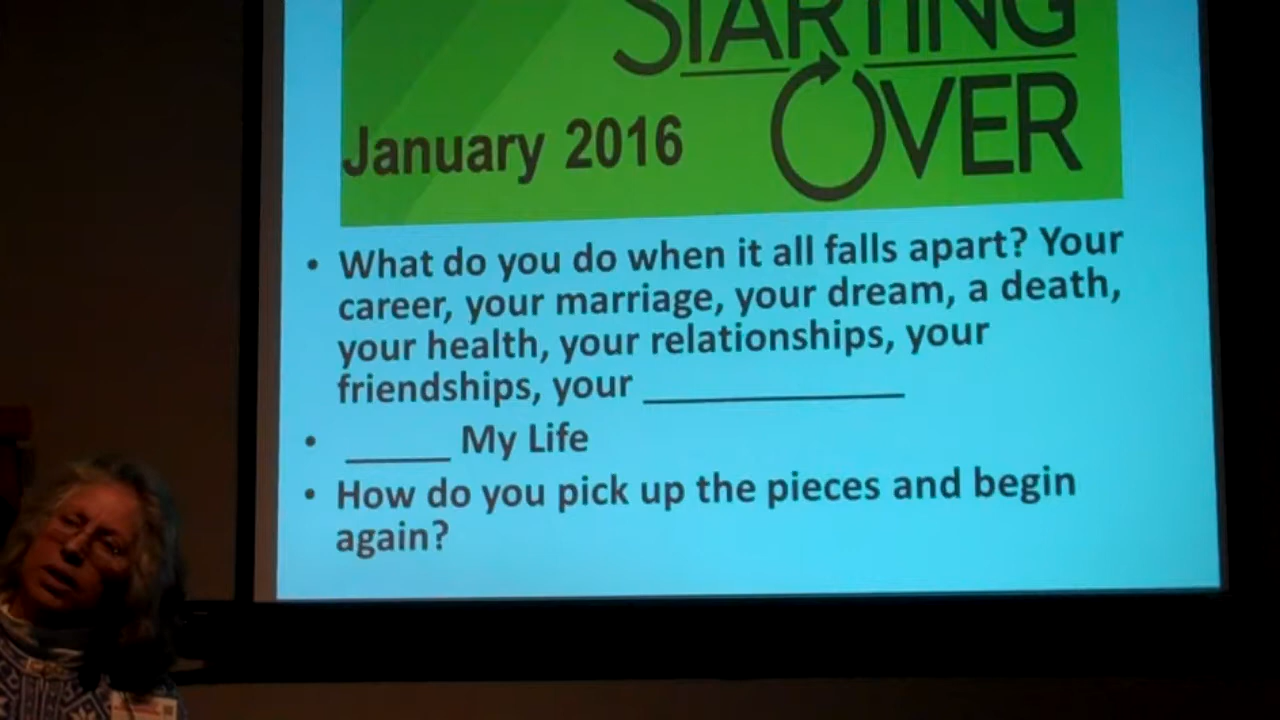 STARTING
OVER
January 2016
• What do you do when it all falls apart? Your
career, your marriage, your dream, a death,
your health, your relationships, your
friendships, your ____________
• _____ My Life
• How do you pick up the pieces and begin
again?